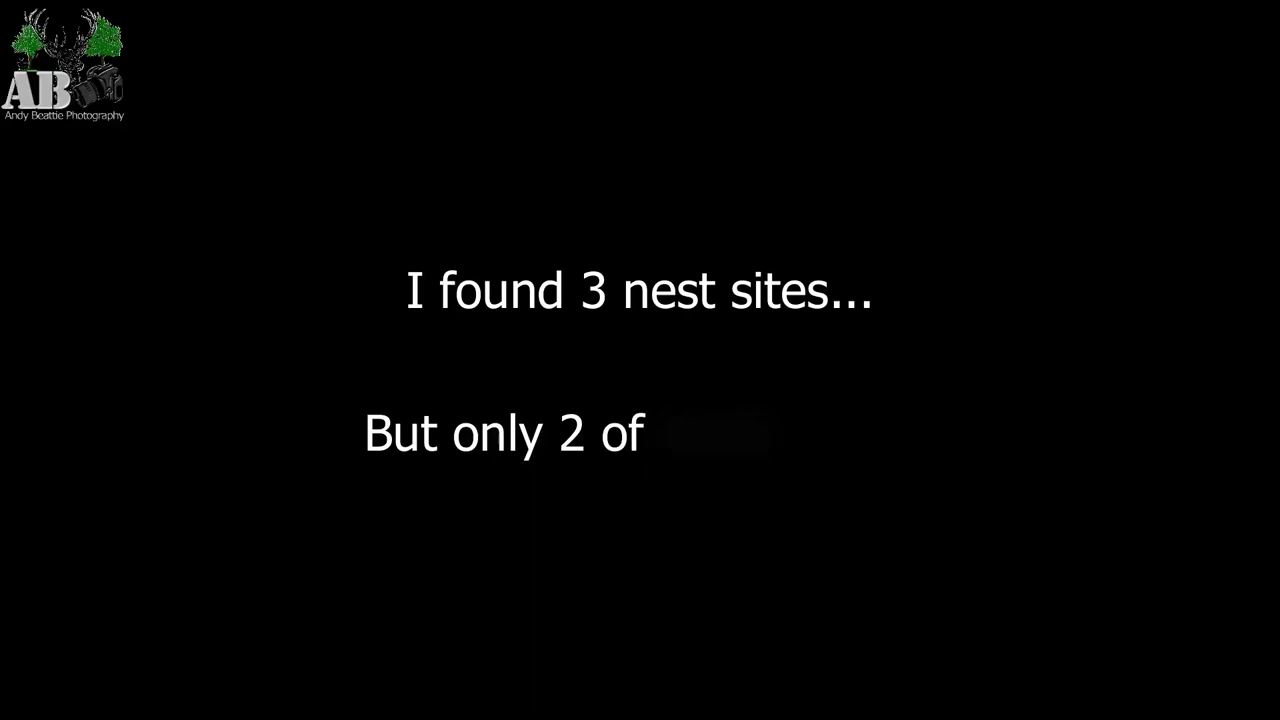 AB
Andy Beattie Photography
I found 3 nest sites...
But only 2 of